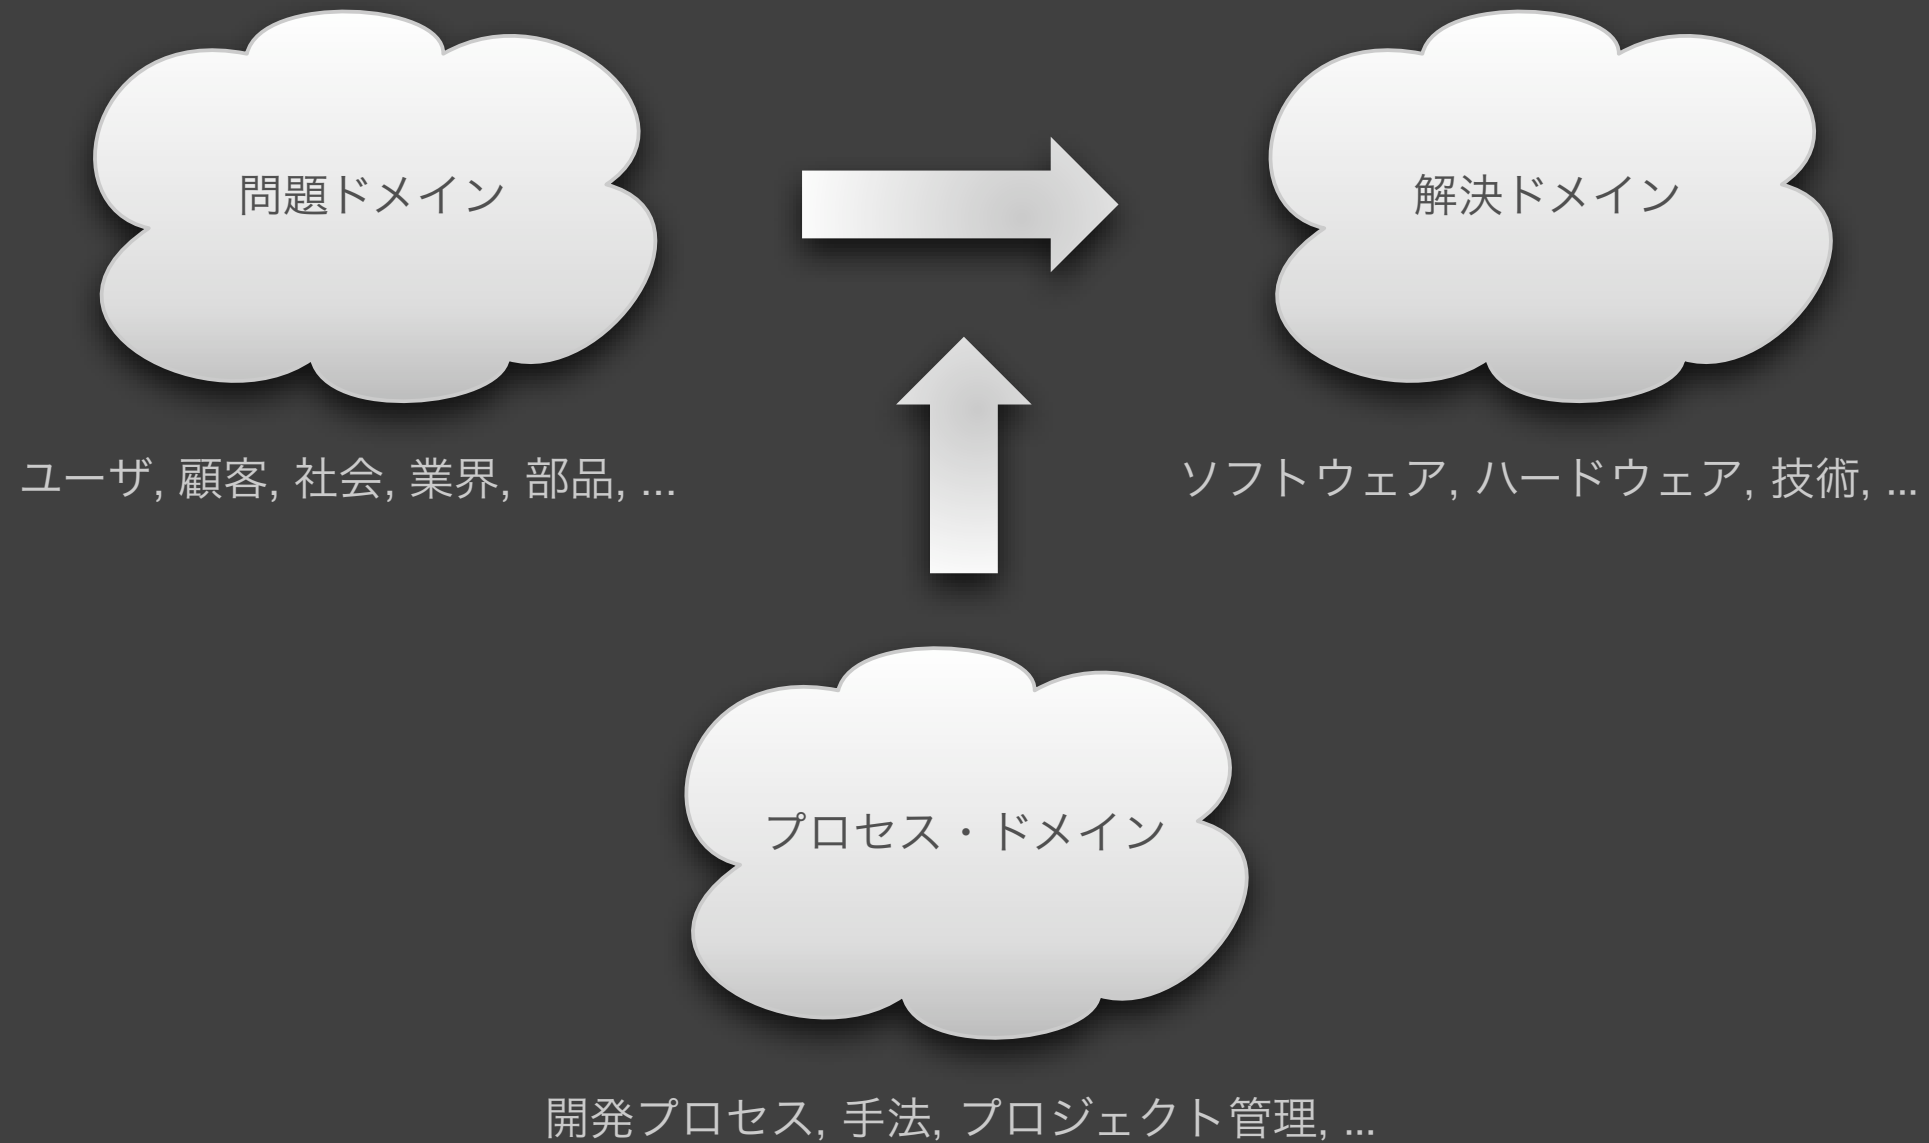 問題ドメイン
解決ドメイン
ユーザ, 顧客, 社会, 業界, 部品, ...
ソフトウェア, ハードウェア, 技術, ...
プロセス・ドメイン
開発プロセス, 手法, プロジェクト管理, ...